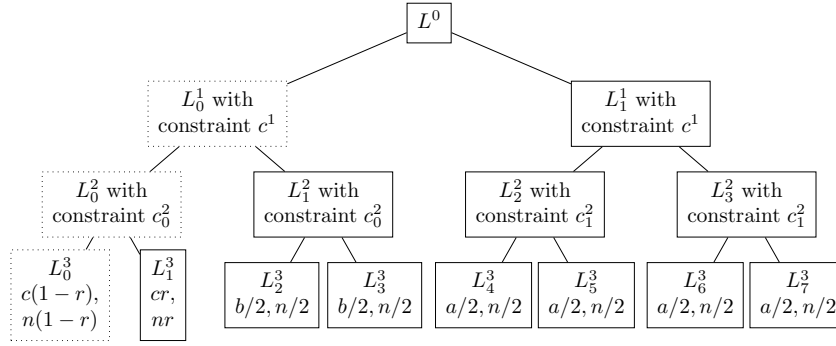 L^0
L_0^1 with
constraint c^1
L_1^1 with
constraint c^1
L_0^2 with
constraint c_0^2
L_1^2 with
constraint c_0^2
L_2^2 with
constraint c_1^2
L_3^2 with
constraint c_1^2
L_0^3
c(1 − r),
n(1 − r)
L_1^3
cr,
nr
L_2^3
b/2, n/2
L_3^3
b/2, n/2
L_4^3
a/2, n/2
L_5^3
a/2, n/2
L_6^3
a/2, n/2
L_7^3
a/2, n/2